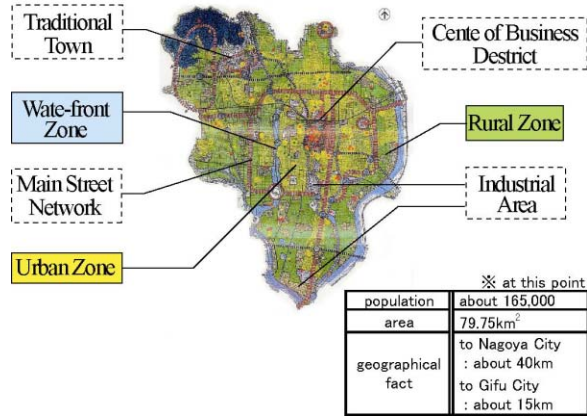 Traditional
Town
Cente of Business
Destrict
Wate-front
Zone
Rural Zone
Main Street
Network
Industrial
Area
Urban Zone
※ at this point
population about 165,000
area 79.75km²
geographical
fact
to Nagoya City
: about 40km
to Gifu City
: about 15km